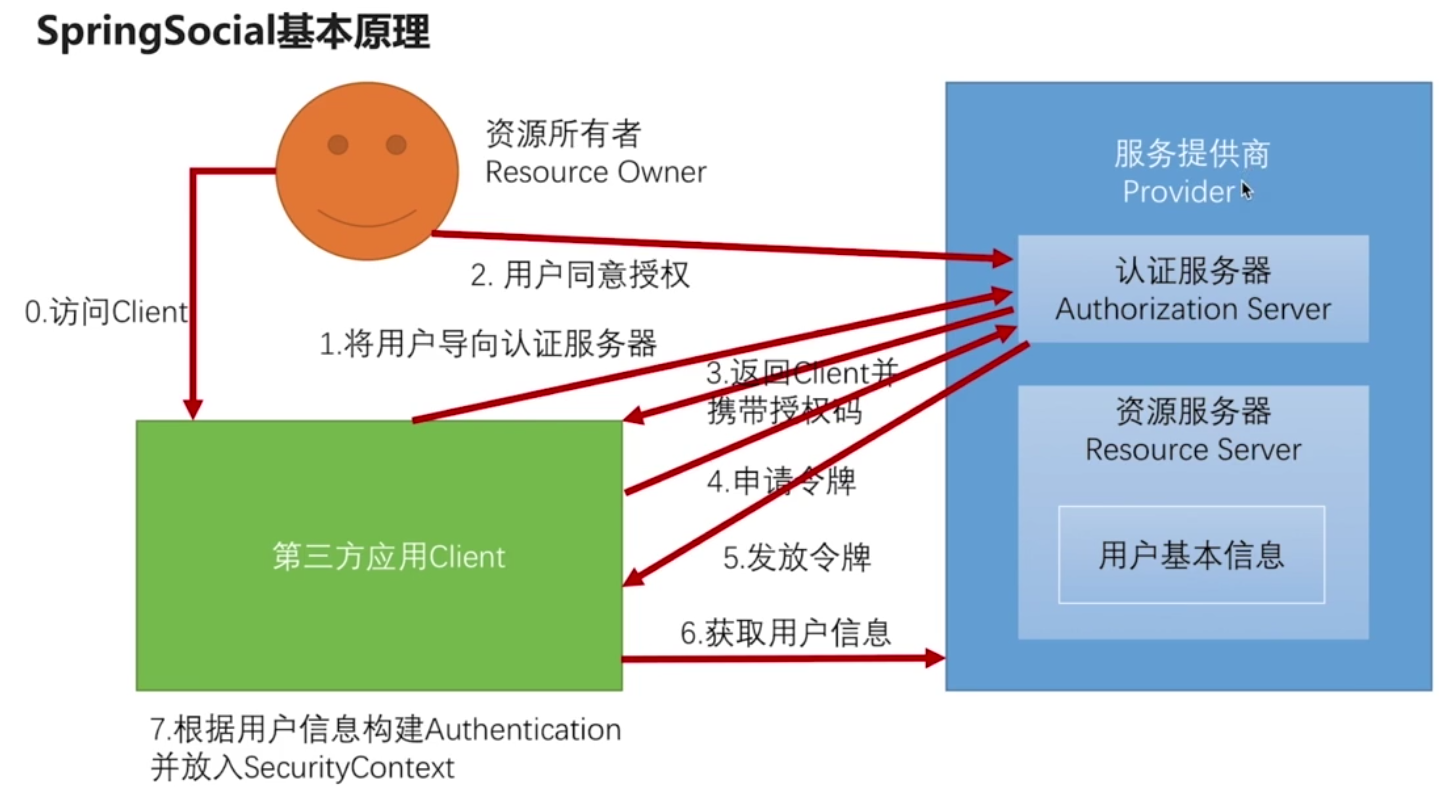 SpringSocial基本原理
资源所有者
Resource Owner
服务提供商
Provider
2. 用户同意授权
认证服务器
Authorization Server
0.访问Client
1.将用户导向认证服务器
3.返回Client并
携带授权码
资源服务器
Resource Server
4.申请令牌
第三方应用Client
5.发放令牌
用户基本信息
6.获取用户信息
7.根据用户信息构建Authentication
并放入SecurityContext